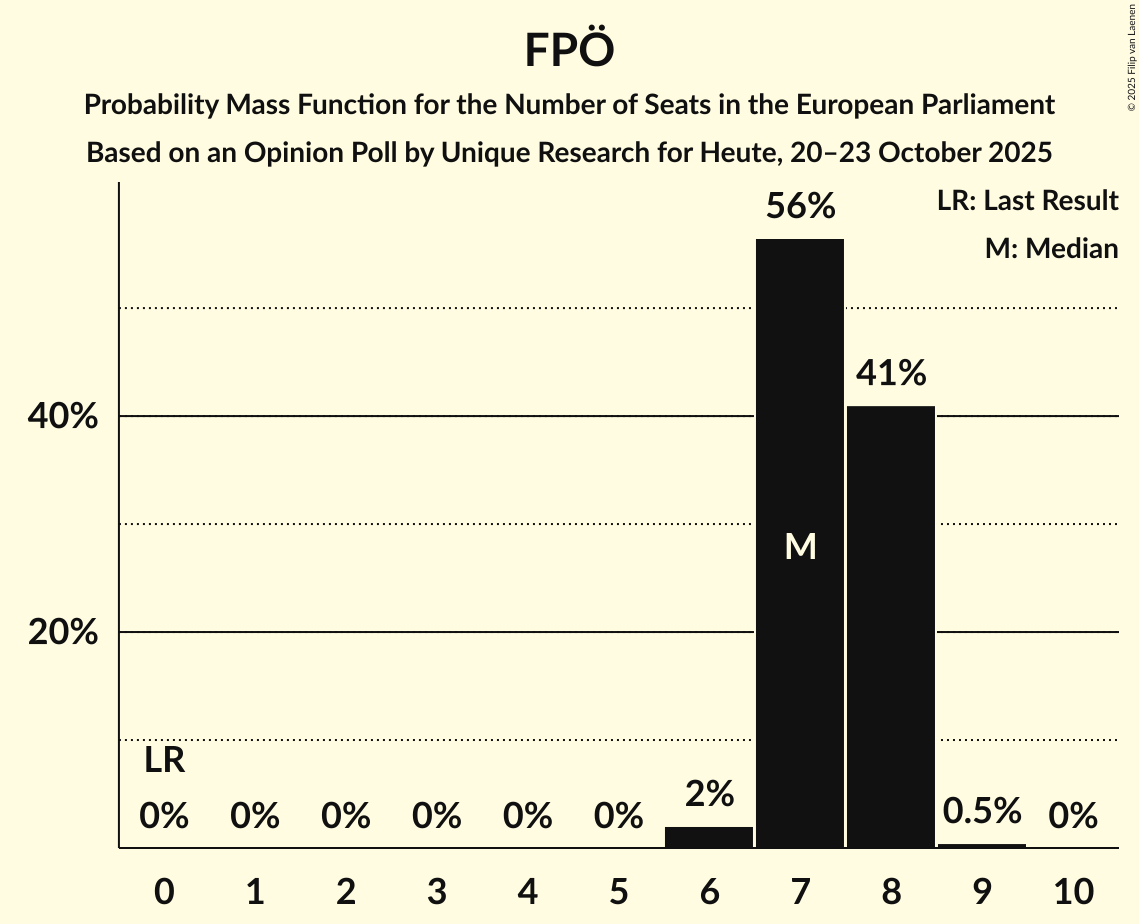 FPÖ
Probability Mass Function for the Number of Seats in the European Parliament
Based on an Opinion Poll by Unique Research for Heute, 20–23 October 2025
© 2025 Filip van Laenen
LR: Last Result
M: Median
56%
41%
40%
M
20%
LR
0% 0% 0% 0% 0% 0% 2% 0.5% 0%
0 1 2 3 4 5 6 7 8 9 10